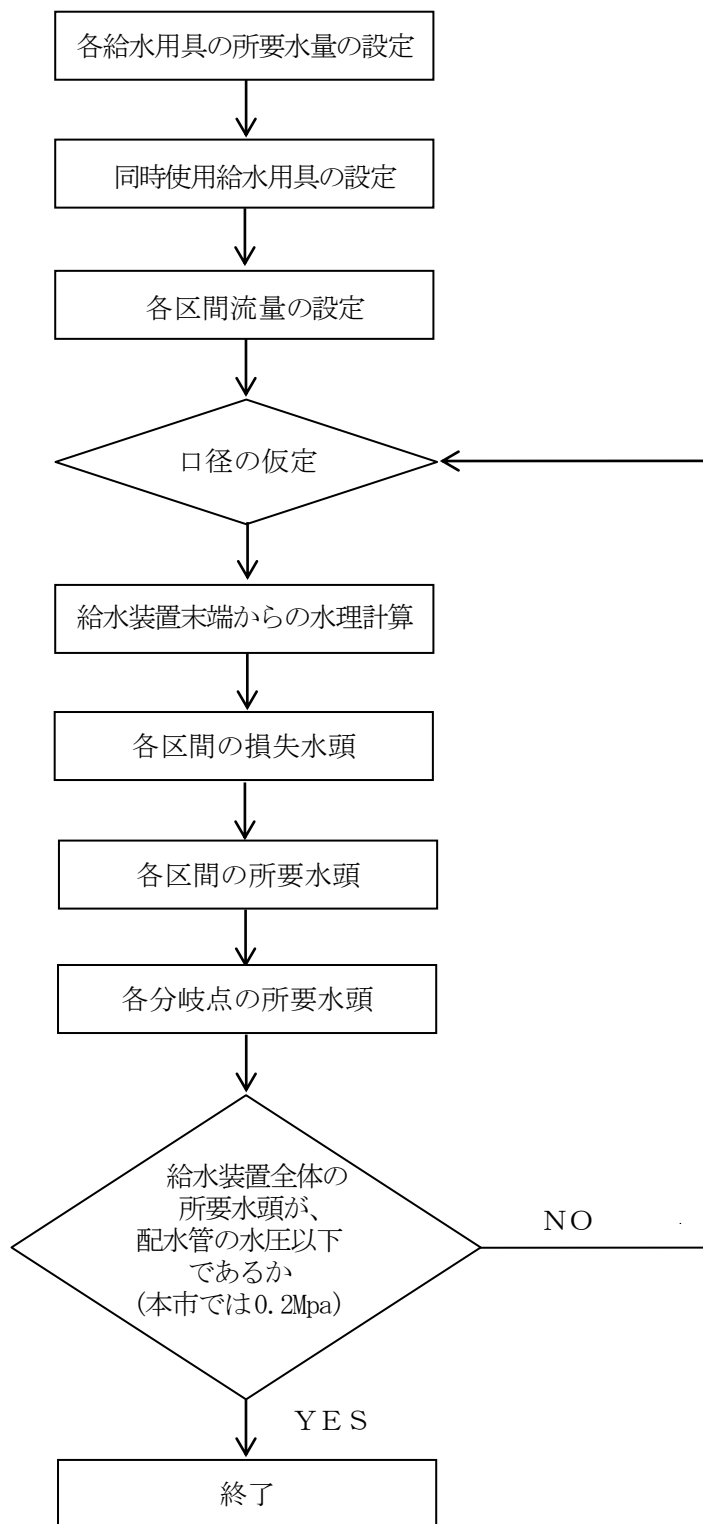 各給水用具の所要水量の設定
同時使用給水用具の設定
各区間流量の設定
口径の仮定
給水装置末端からの水理計算
各区間の損失水頭
各区間の所要水頭
各分岐点の所要水頭
給水装置全体の
所要水頭が、
配水管の水圧以下
であるか
(本市では0.2Mpa)
ＮＯ
ＹＥＳ
終了